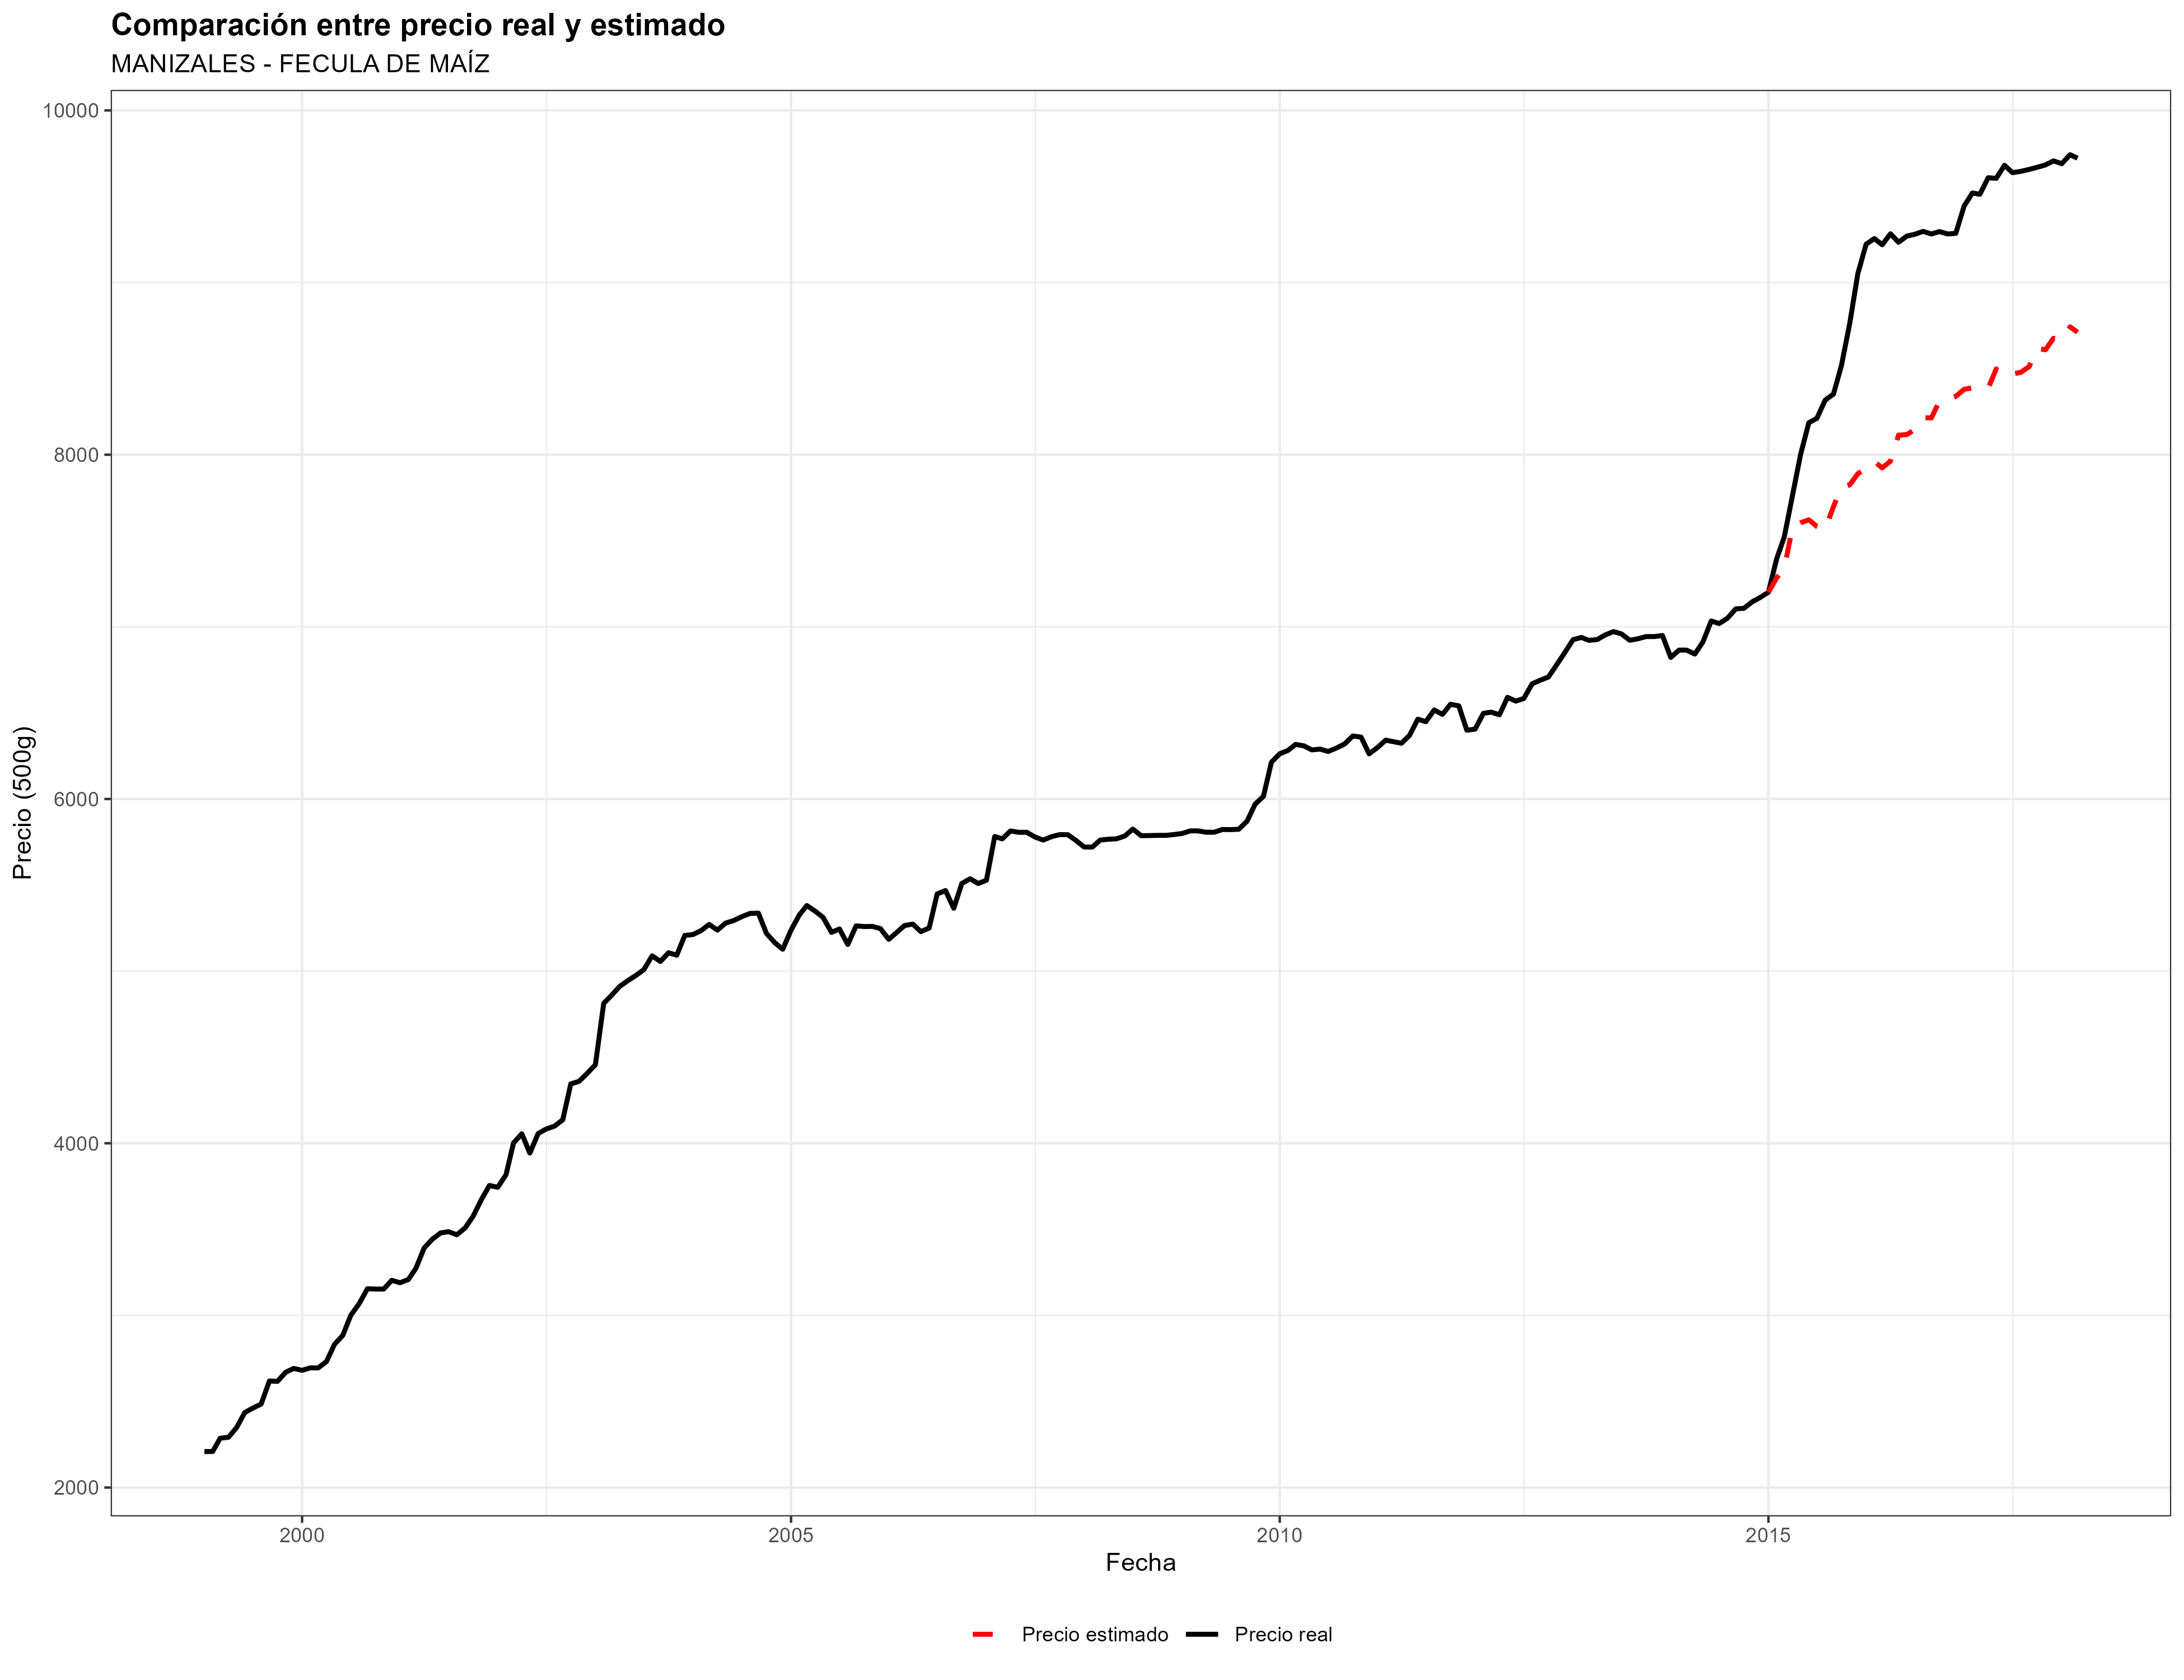 Comparación entre precio real y estimado
MANIZALES - FECULA DE MAÍZ
Precio (500g)
10000
8000
6000
4000
2000
2000 2005 2010 2015
Fecha
Precio estimado Precio real